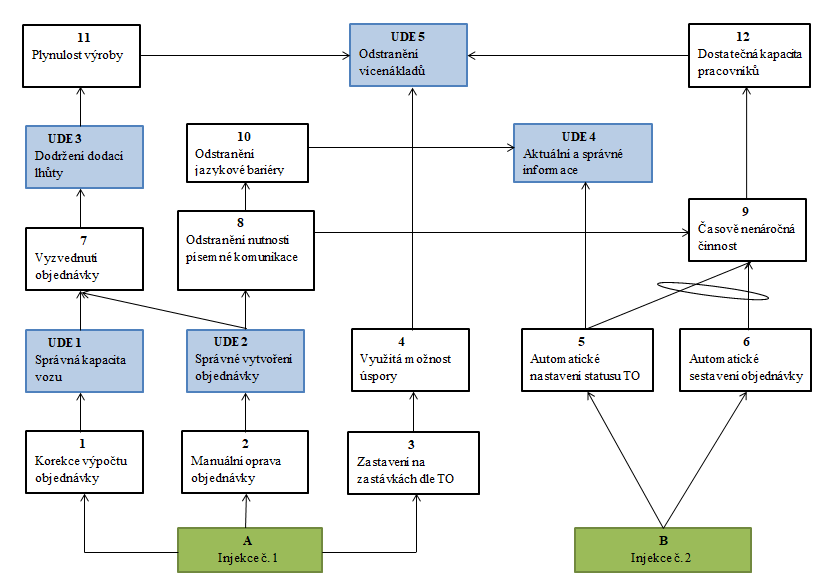 11
Plynulost výroby
UDE 5
Odstranění
vícenákladů
12
Dostatečná kapacita
pracovníků
UDE 3
Dodržení dodací
lhůty
10
Odstranění
jazykové bariéry
UDE 4
Aktuální a správné
informace
7
Vyzvednutí
objednávky
8
Odstranění nutnosti
písemné komunikace
9
Časově nenáročná
činnost
UDE 1
Správná kapacita
vozu
UDE 2
Správné vytvoření
objednávky
4
Využitá možnost
úspory
5
Automatické
nastavení statusu TO
6
Automatické
sestavení objednávky
1
Korekce výpočtu
objednávky
2
Manuální oprava
objednávky
3
Zastavení na
zastávkách dle TO
A
Injekce č. 1
B
Injekce č. 2